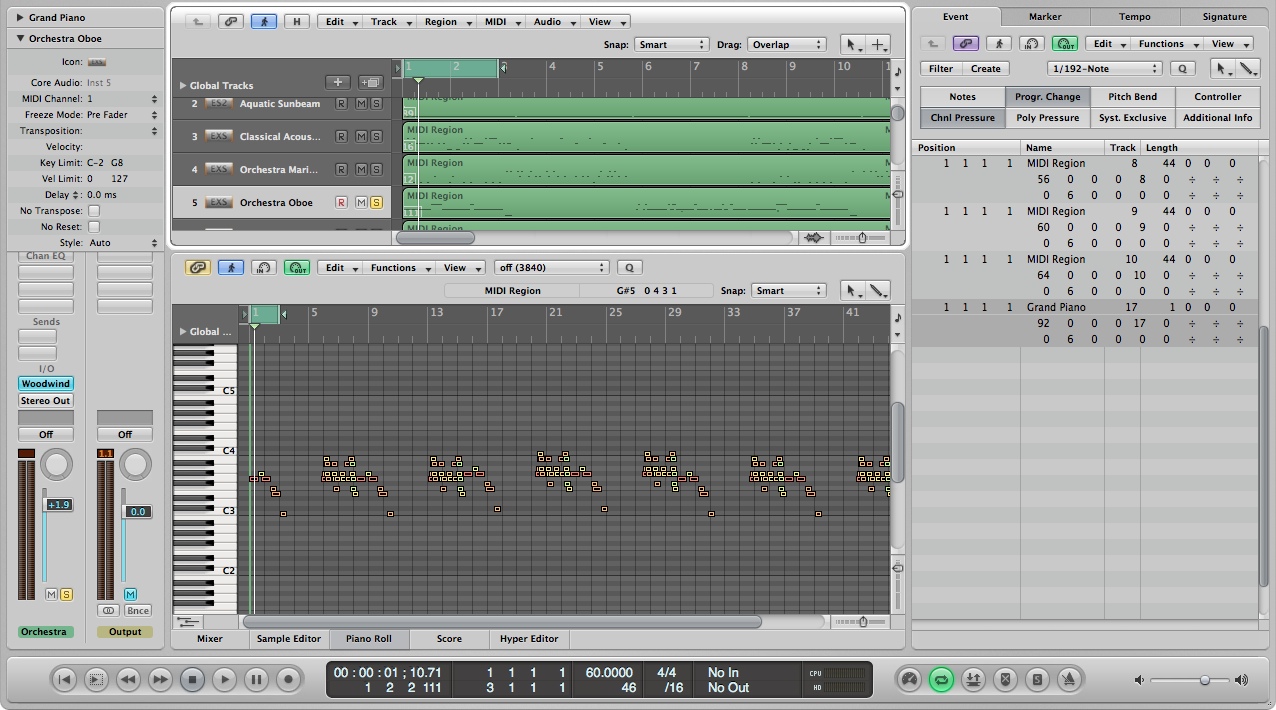 Grand Piano
Orchestra Oboe
Icon: EXS
Core Audio: Inst 5
MIDI Channel: 1
Freeze Mode: Pre Fader
Transposition:
Velocity:
Key Limit: C-2 G8
Vel Limit: 0 127
Delay 0.0 ms
No Transpose:
No Reset:
Style: Auto
Chan EQ
Sends
I/O
Woodwind
Stereo Out
Off Off
1.1
+1.9 0.0
M S M
Bnce
Orchestra Output
H Edit Track Region MIDI Audio View
Snap: Smart Drag: Overlap
Global Tracks
1 2 3 4 5 6 7 8 9 10 11
2 ES2 Aquatic Sunbeam R M S MIDI Region
3 EXS Classical Acous... R M S MIDI Region
4 EXS Orchestra Mari... R M S MIDI Region
5 EXS Orchestra Oboe R M S MIDI Region
MIDI Region
IN OUT Edit Functions View off (3840) Q
MIDI Region G#5 0 4 3 1 Snap: Smart
Global ...
1 5 9 13 17 21 25 29 33 37 41
C5
C4
C3
C2
Mixer Sample Editor Piano Roll Score Hyper Editor
Event Marker Tempo Signature
IN OUT Edit Functions View
Filter Create 1/192-Note Q
Notes Progr. Change Pitch Bend Controller
Chnl Pressure Poly Pressure Syst. Exclusive Additional Info
Position Name Track Length
1 1 1 1 MIDI Region 8 44 0 0 0
56 0 0 0 8 0 ÷ ÷ ÷
0 6 0 0 0 0 ÷ ÷ ÷
1 1 1 1 MIDI Region 9 44 0 0 0
60 0 0 0 9 0 ÷ ÷ ÷
0 6 0 0 0 0 ÷ ÷ ÷
1 1 1 1 MIDI Region 10 44 0 0 0
64 0 0 0 10 0 ÷ ÷ ÷
0 6 0 0 0 0 ÷ ÷ ÷
1 1 1 1 Grand Piano 17 1 0 0 0
92 0 0 0 17 0 ÷ ÷ ÷
0 6 0 0 0 0 ÷ ÷ ÷
00 : 00 : 01 ; 10.71 1 1 1 1 60.0000 4/4 No In CPU
1 2 2 111 3 1 1 1 46 /16 No Out HD
S